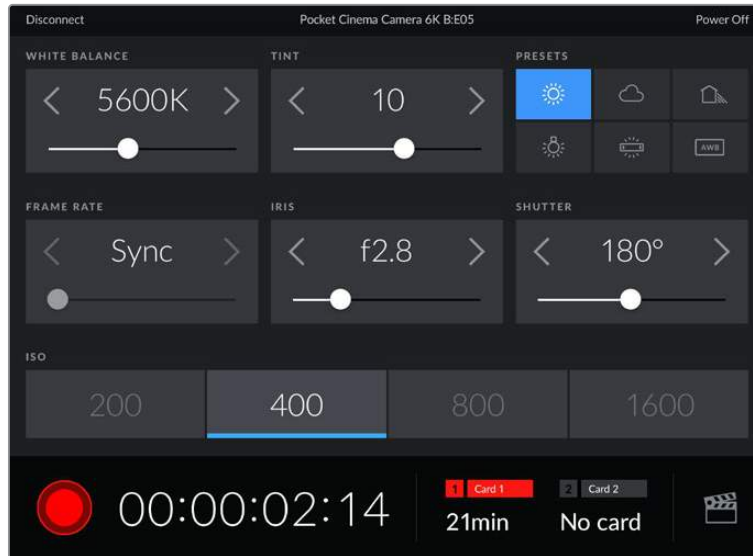 Disconnect Pocket Cinema Camera 6K B:E05 Power Off
WHITE BALANCE TINT PRESETS
5600K 10
AWB
FRAME RATE IRIS SHUTTER
Sync f2.8 180°
ISO
200 400 800 1600
1 Card 1 2 Card 2
00:00:02:14 21min No card